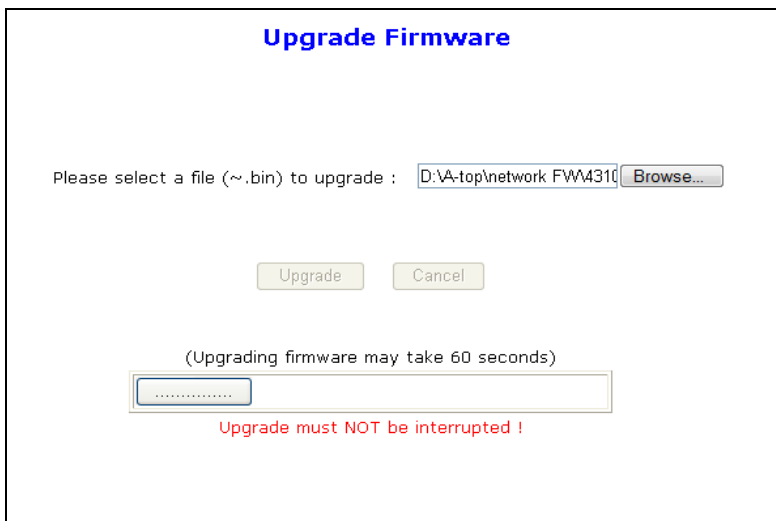 Upgrade Firmware
Please select a file (~.bin) to upgrade : D:\A-top\network FW\4310 Browse...
Upgrade Cancel
(Upgrading firmware may take 60 seconds)
...............
Upgrade must NOT be interrupted !